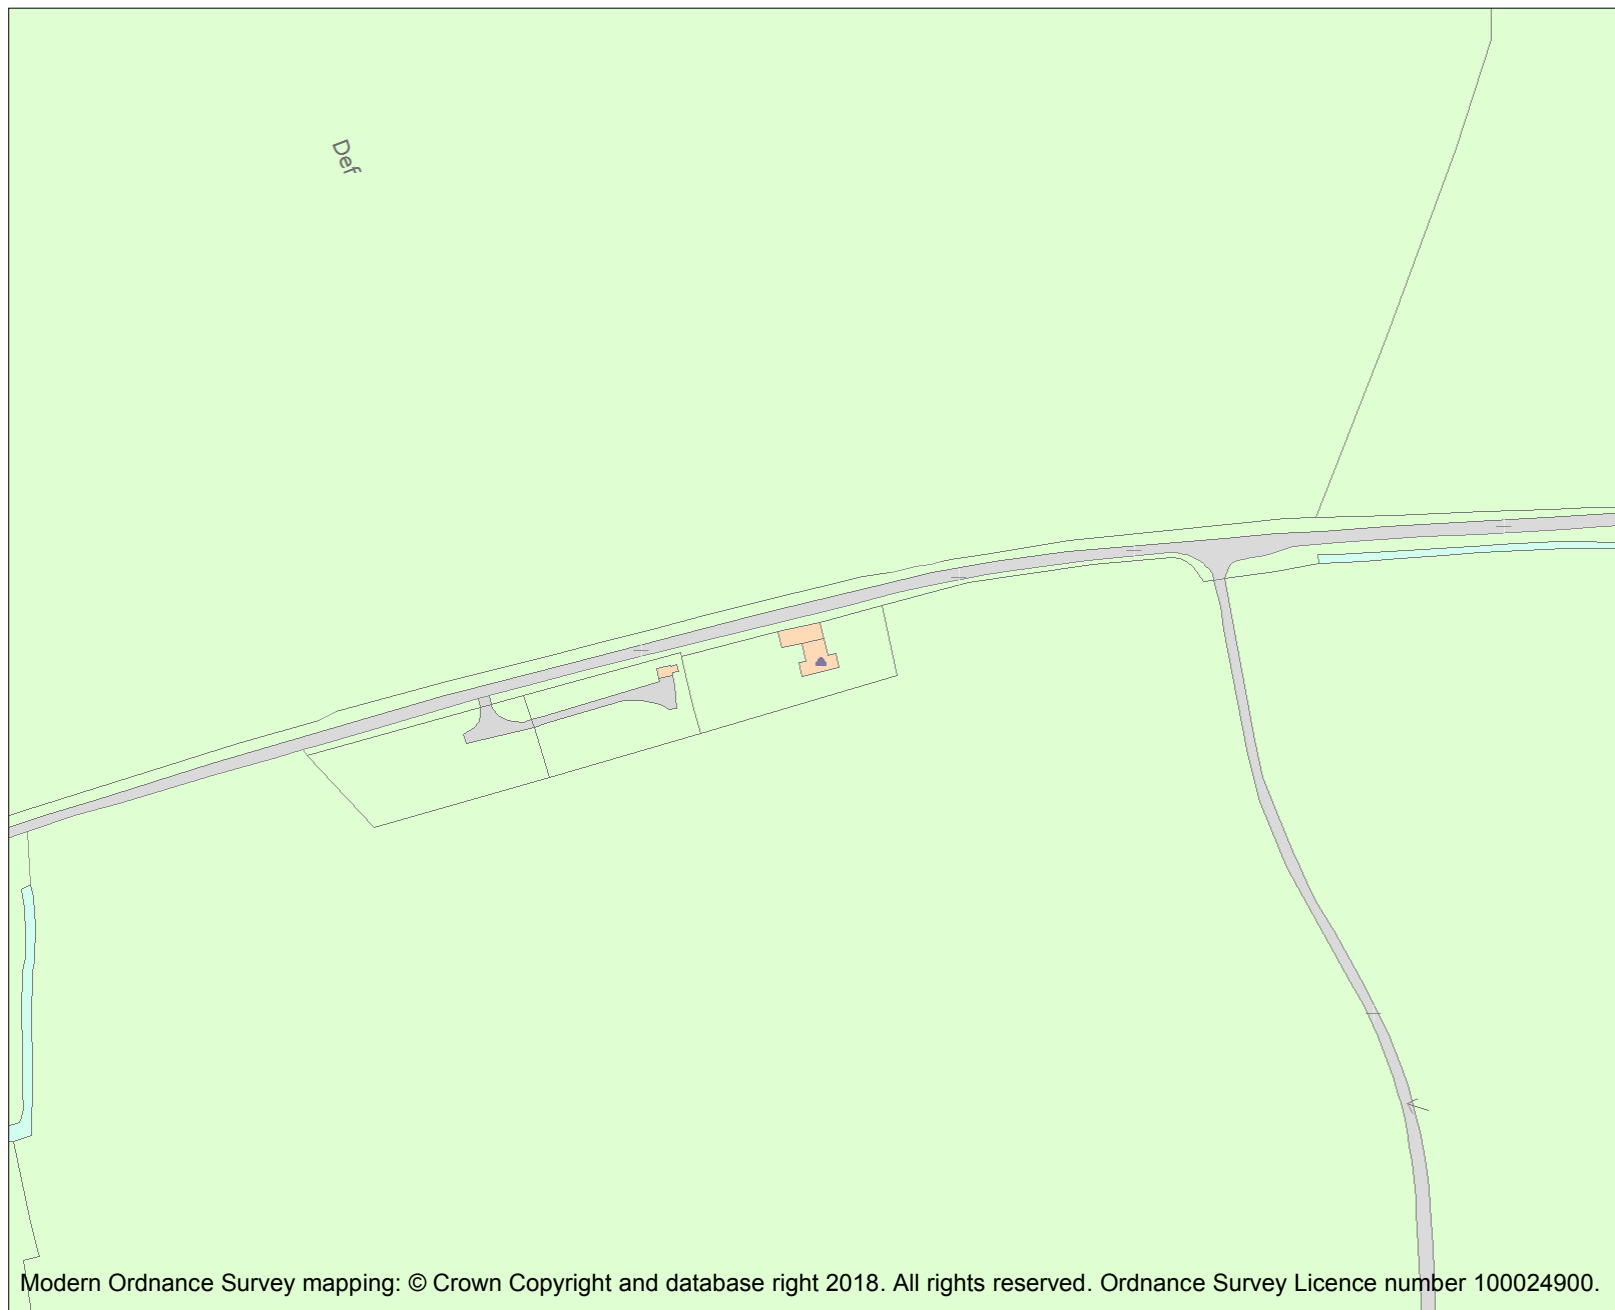 Def
Modern Ordnance Survey mapping: © Crown Copyright and database right 2018. All rights reserved. Ordnance Survey Licence number 100024900.